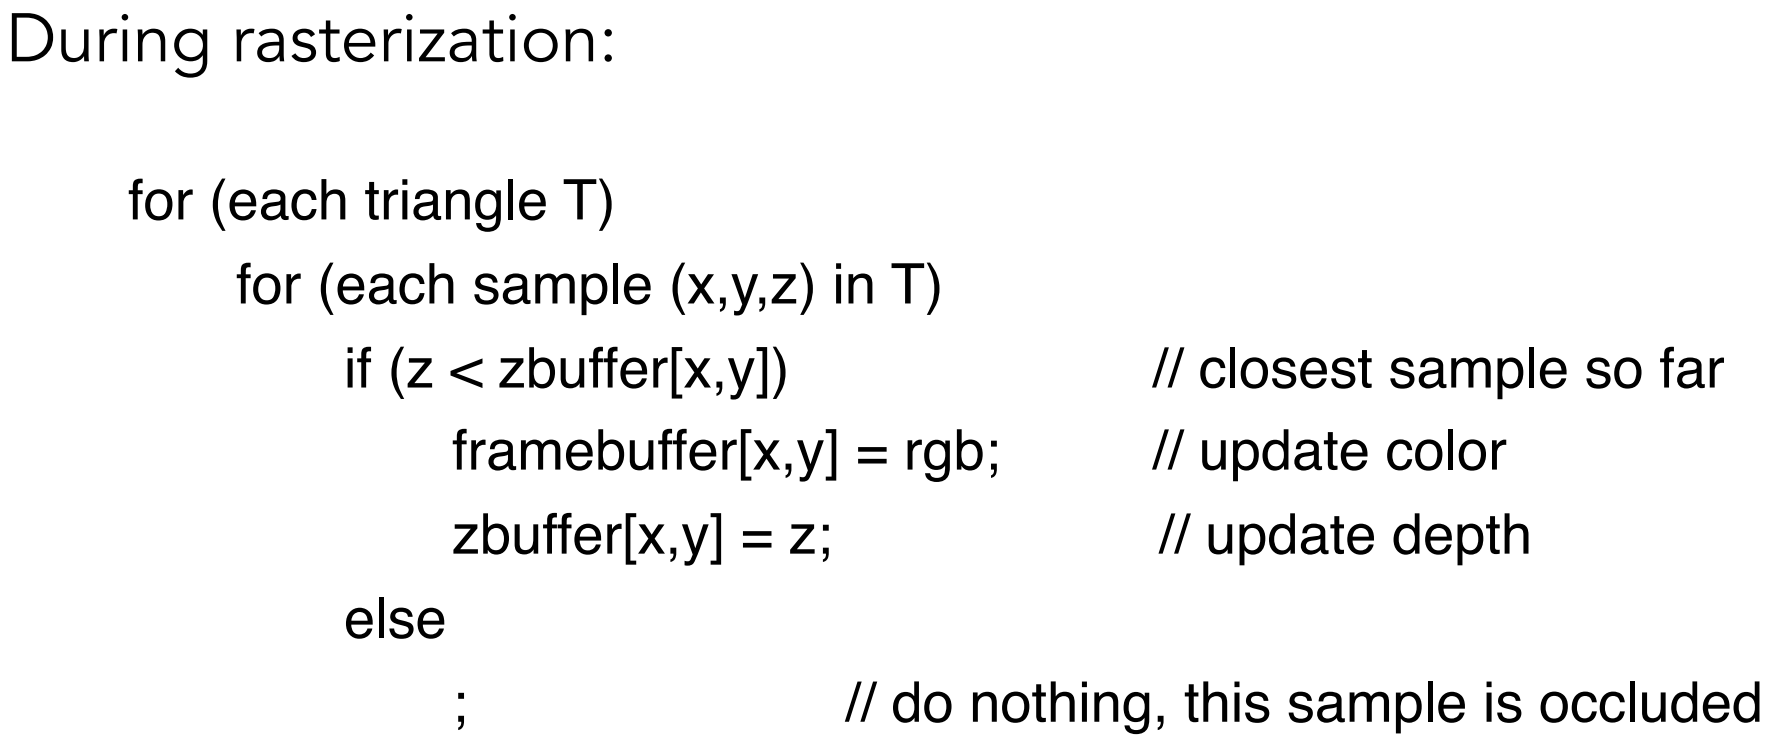 During rasterization:
for (each triangle T)
for (each sample (x,y,z) in T)
if (z < zbuffer[x,y]) // closest sample so far
framebuffer[x,y] = rgb; // update color
zbuffer[x,y] = z; // update depth
else
; // do nothing, this sample is occluded